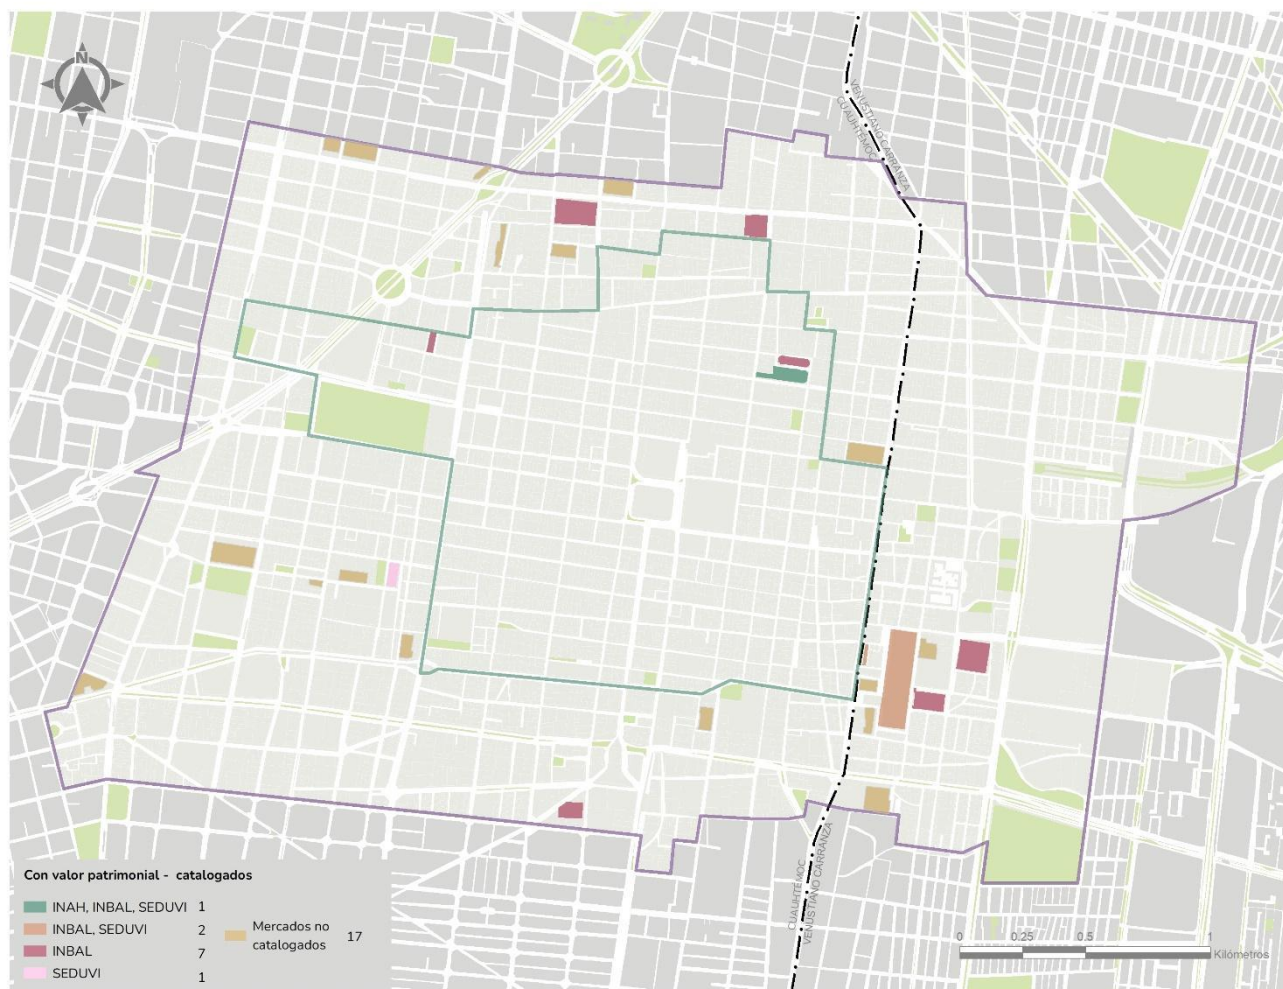 N
VENUSTIANO CARRANZA
CUAUHTÉMOC
CUAUHTÉMOC
VENUSTIANO CARRANZA
Con valor patrimonial - catalogados
INAH, INBAL, SEDUVI 1
INBAL, SEDUVI 2
INBAL 7
SEDUVI 1
Mercados no
catalogados 17
0 0.25 0.5 1
Kilómetros